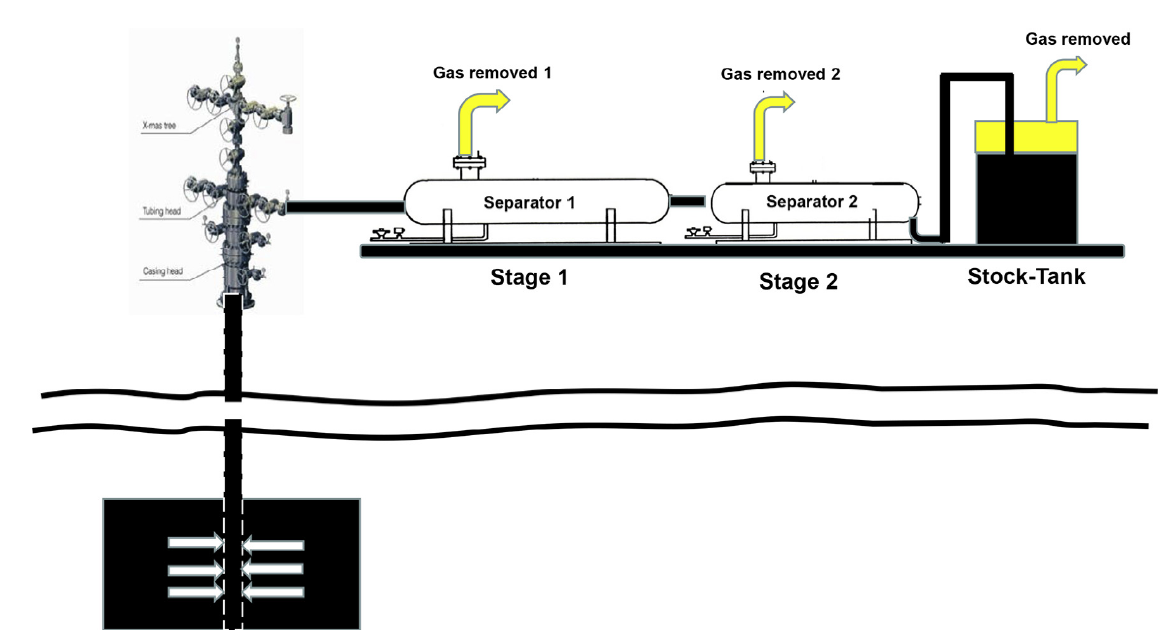 Gas removed
Gas removed 1
Gas removed 2
X-mas tree
Separator 1
Separator 2
Tubing head
Casing head
Stage 1
Stage 2
Stock-Tank